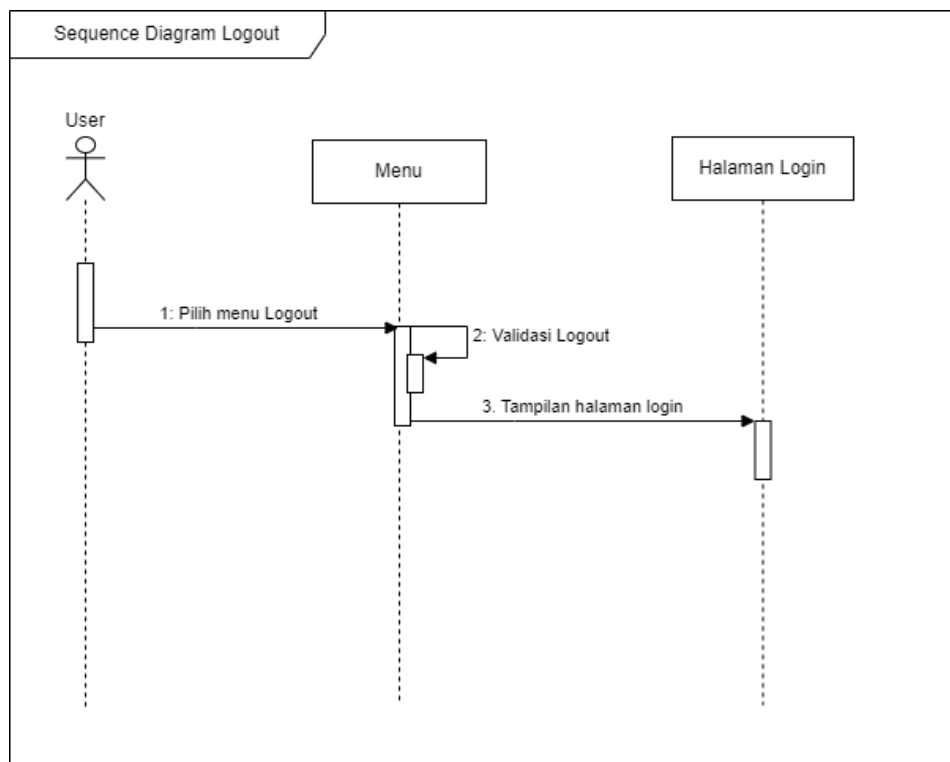 Sequence Diagram Logout
User
Menu
Halaman Login
1: Pilih menu Logout
2: Validasi Logout
3. Tampilan halaman login